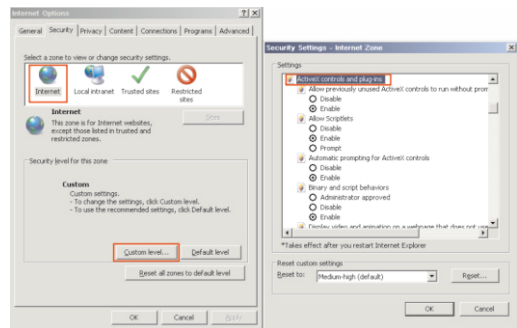 Internet Options
General
Security
Privacy
Content
Connections
Programs
Advanced
Select a zone to view or change security settings.
Internet
Local intranet
Trusted sites
Restricted
sites
Internet
This zone is for Internet websites,
except those listed in trusted and
restricted zones.
Sites
Security level for this zone
Custom
Custom settings.
- To change the settings, click Custom level.
- To use the recommended settings, click Default level.
Custom level...
Default level
Reset all zones to default level
OK
Cancel
Apply
Security Settings - Internet Zone
Settings
ActiveX controls and plug-ins
Allow previously unused ActiveX controls to run without prom
Disable
Enable
Allow Scriptlets
Disable
Enable
Prompt
Automatic prompting for ActiveX controls
Disable
Enable
Binary and script behaviors
Administrator approved
Disable
Enable
Display video and animation on a webpage that does not use
*Takes effect after you restart Internet Explorer
Reset custom settings
Reset to:
Medium-high (default)
Reset...
OK
Cancel